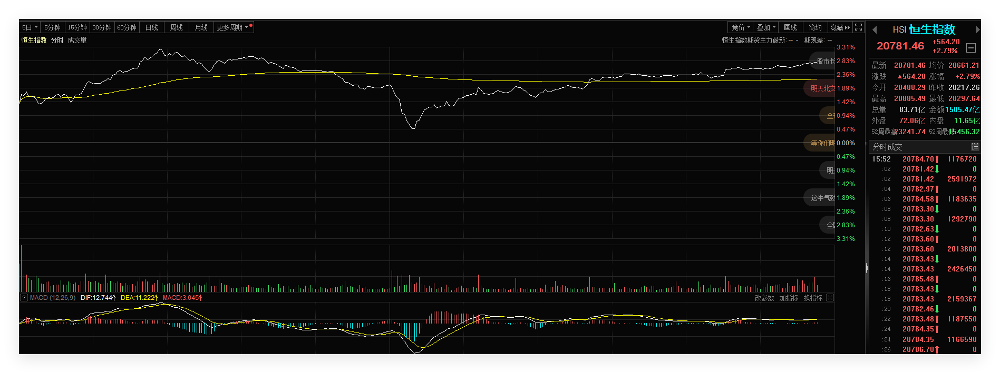 5日 5分钟 15分钟 30分钟 60分钟 日线 周线 月线 更多周期 竞价 叠加 画线 简约 隐藏
恒生指数 分时 成交量 恒生指数期货主力最新: -- - 期现差: --
3.31%
2.83%
2.36%
1.89%
1.42%
0.94%
0.47%
0.00%
0.47%
0.94%
1.42%
1.89%
2.36%
2.83%
3.31%
股市长
明天北交
全
等你们明
明
这牛气
全
? MACD (12,26,9) DIF:12.744 DEA:11.222 MACD:3.045 改参数 加指标 换指标
HSI 恒生指数
20781.46 +564.20
+2.79%
最新 20781.46 均价 20661.21
涨跌 ▲564.20 涨幅 +2.79%
今开 20488.29 昨收 20217.26
最高 20885.49 最低 20297.64
总量 83.71亿 金额 1505.47亿
外盘 72.06亿 内盘 11.65亿
52周最高 23241.74 52周最低 15456.32
分时成交 详
15:52 20784.70↑ 1176720
:02 20781.42↓ 0
:02 20781.42 2591972
:04 20782.97↑ 0
:06 20784.58↑ 1183635
:08 20783.30↓ 0
:08 20783.30 1292790
:10 20782.63↓ 0
:12 20783.60↑ 0
:12 20783.60 2013800
:14 20783.43↓ 0
:14 20783.43 2426450
:16 20785.48↑ 0
:18 20783.43↓ 0
:18 20783.43 2159367
:20 20782.46↓ 0
:22 20783.48↑ 1187550
:24 20784.35↑ 0
:24 20784.35 1166590
:26 20786.70↑ 0